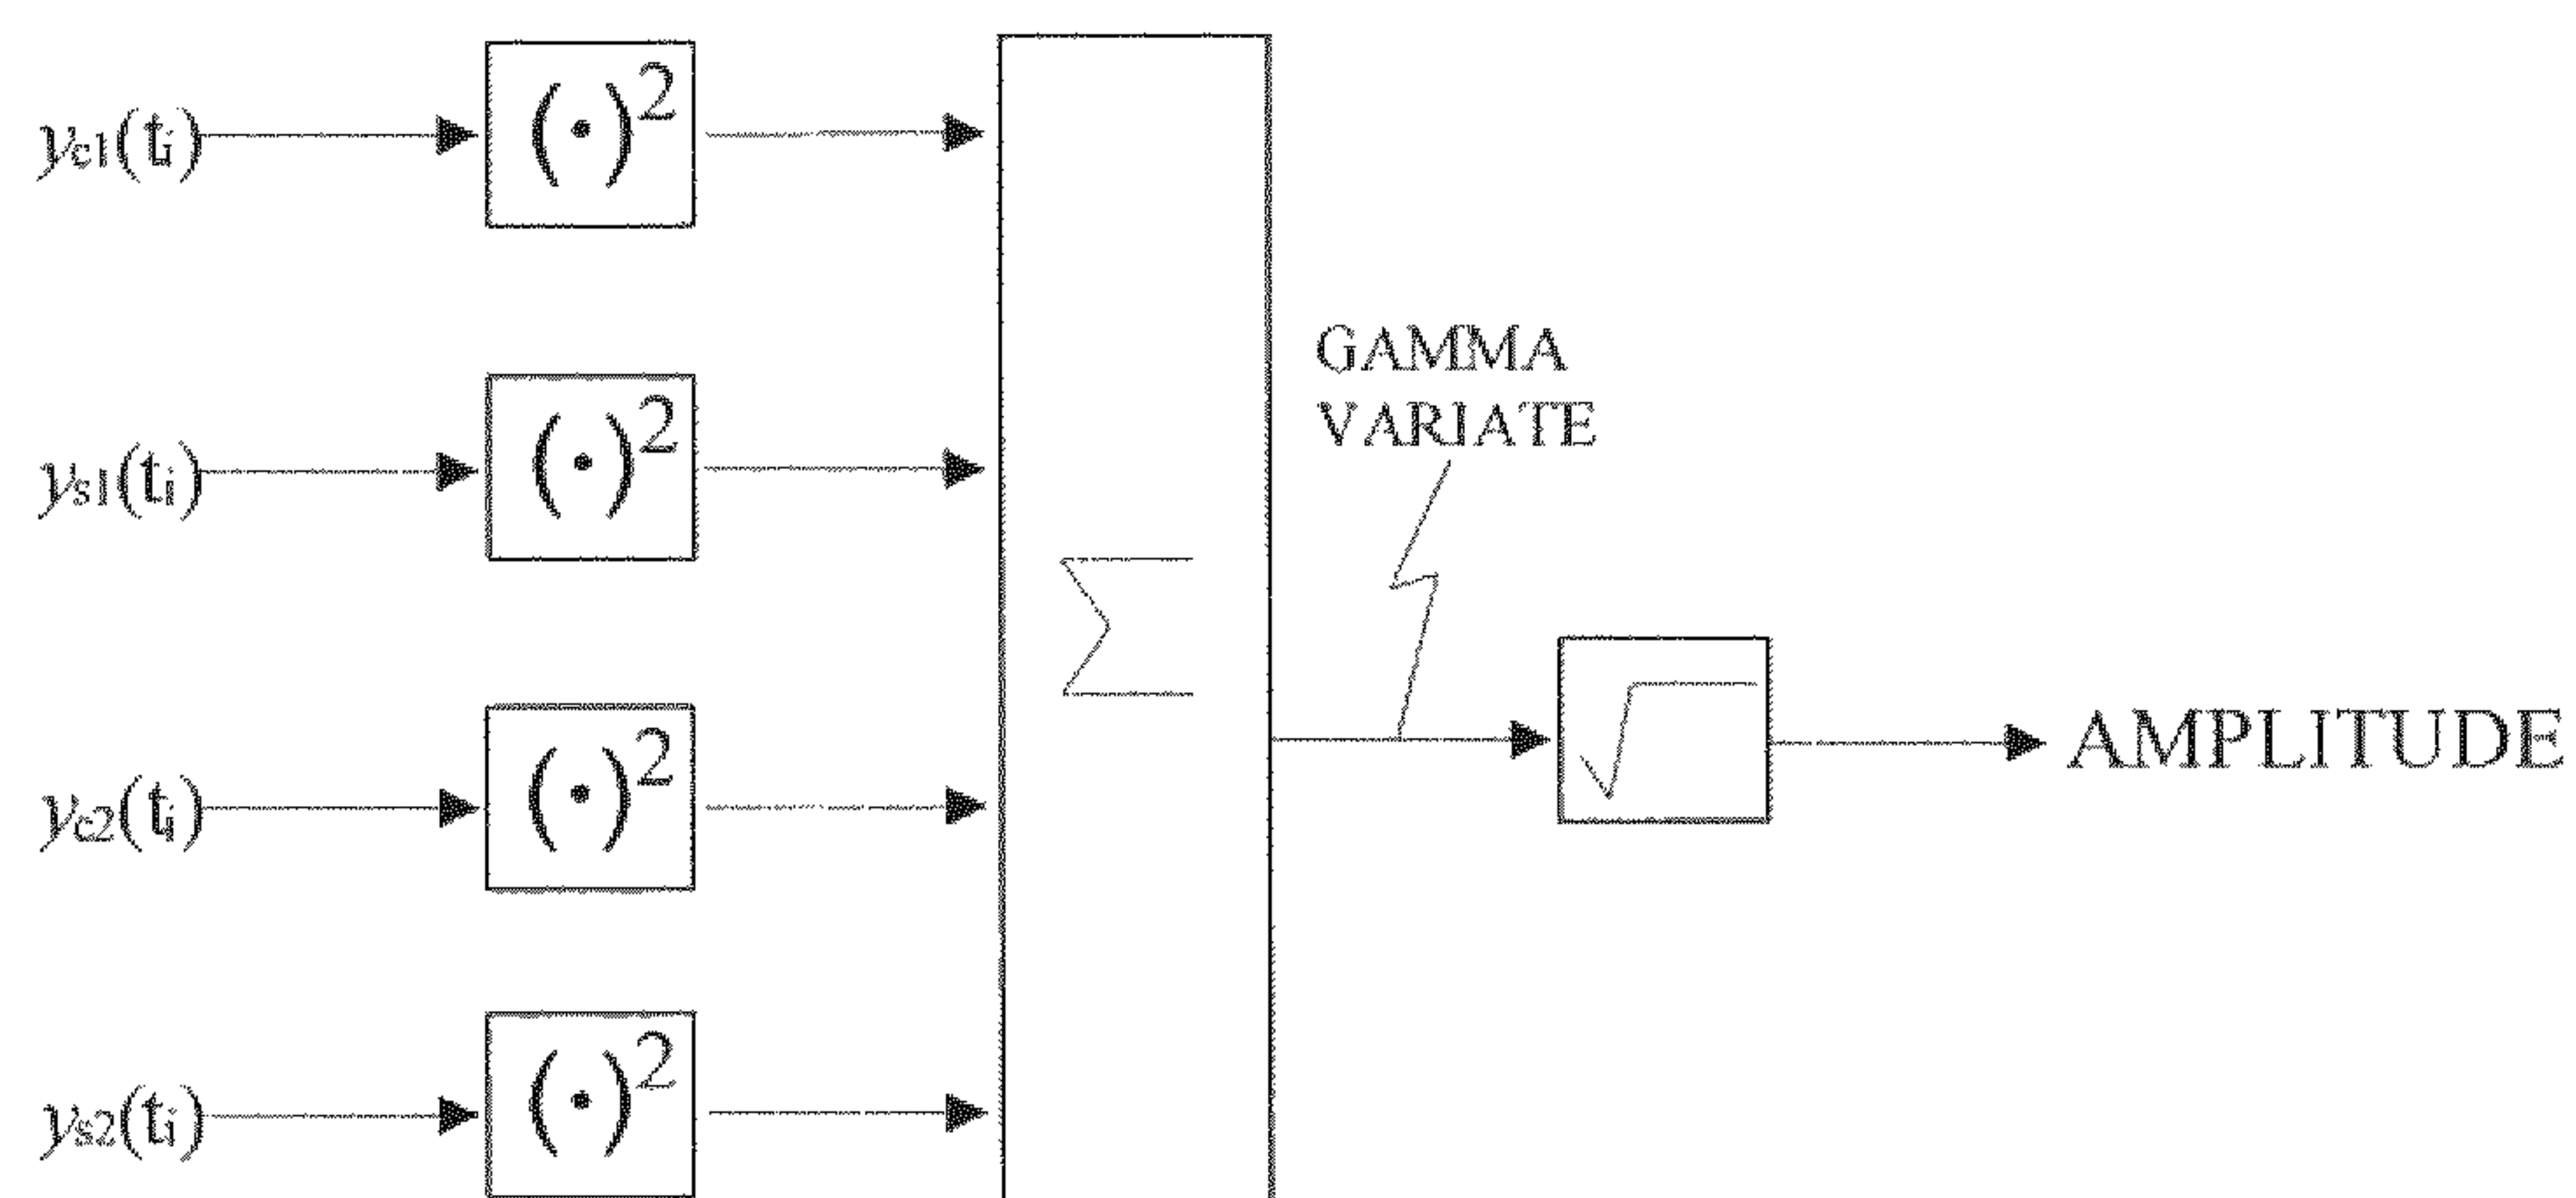 yc1(ti)
(•)2
ys1(ti)
(•)2
yc2(ti)
(•)2
ys2(ti)
(•)2
∑
GAMMA
VARIATE
√
AMPLITUDE